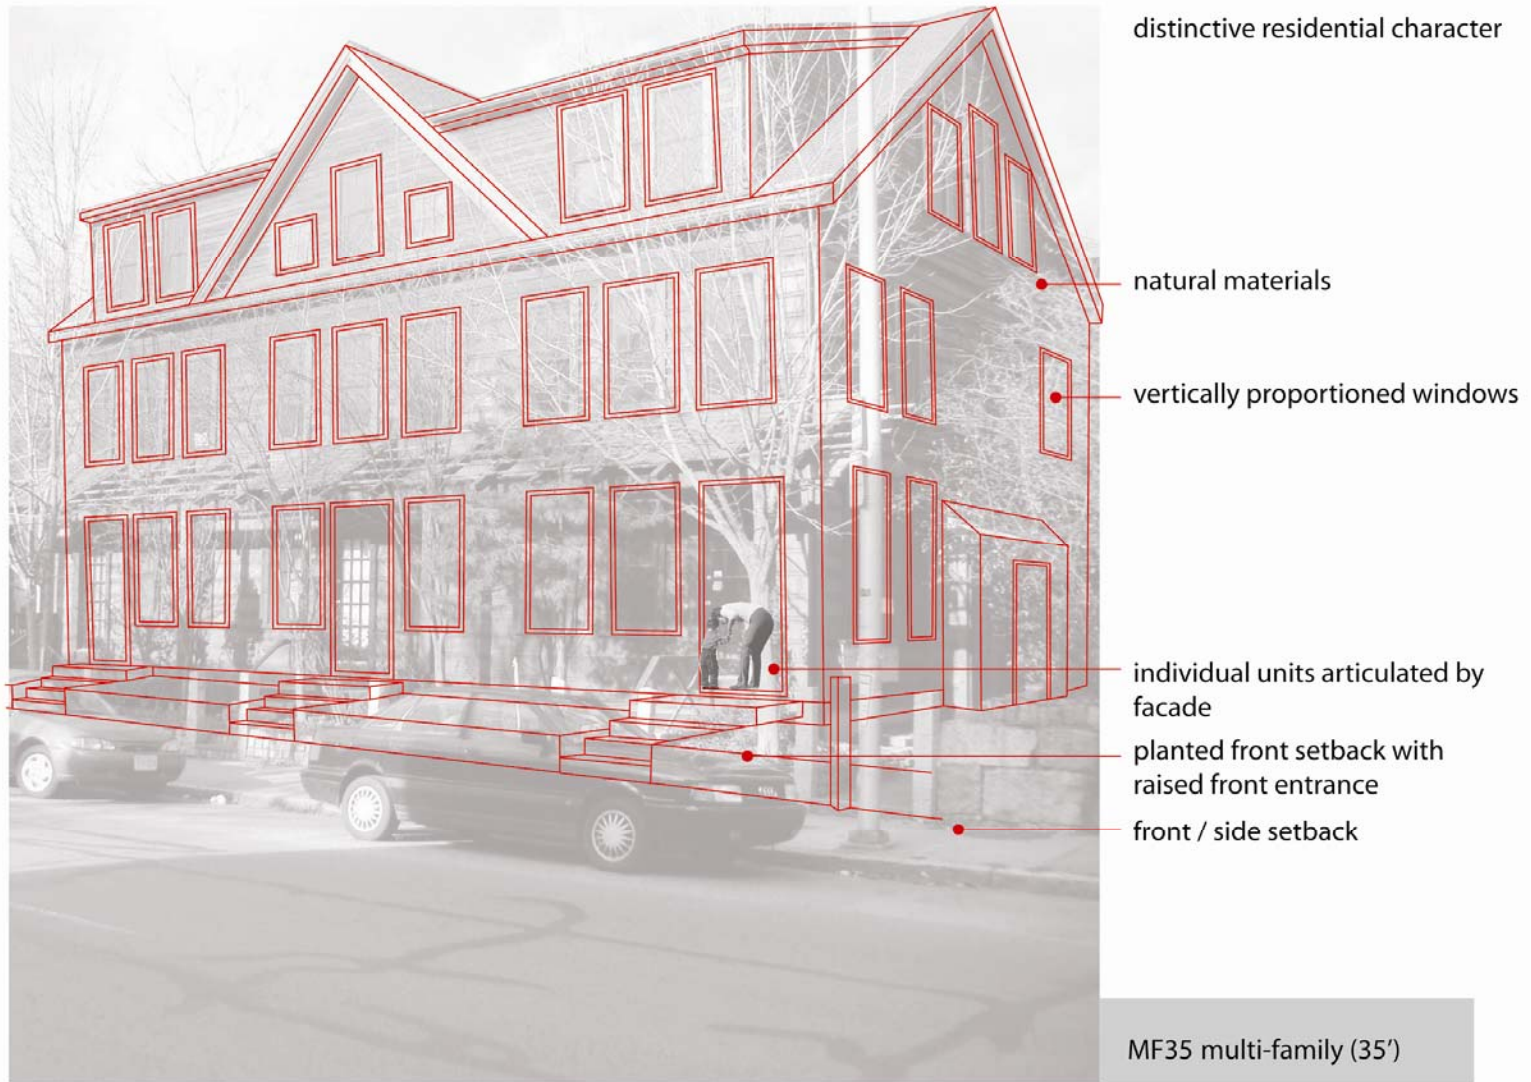 distinctive residential character
natural materials
vertically proportioned windows
individual units articulated by
facade
planted front setback with
raised front entrance
front / side setback
MF35 multi-family (35')